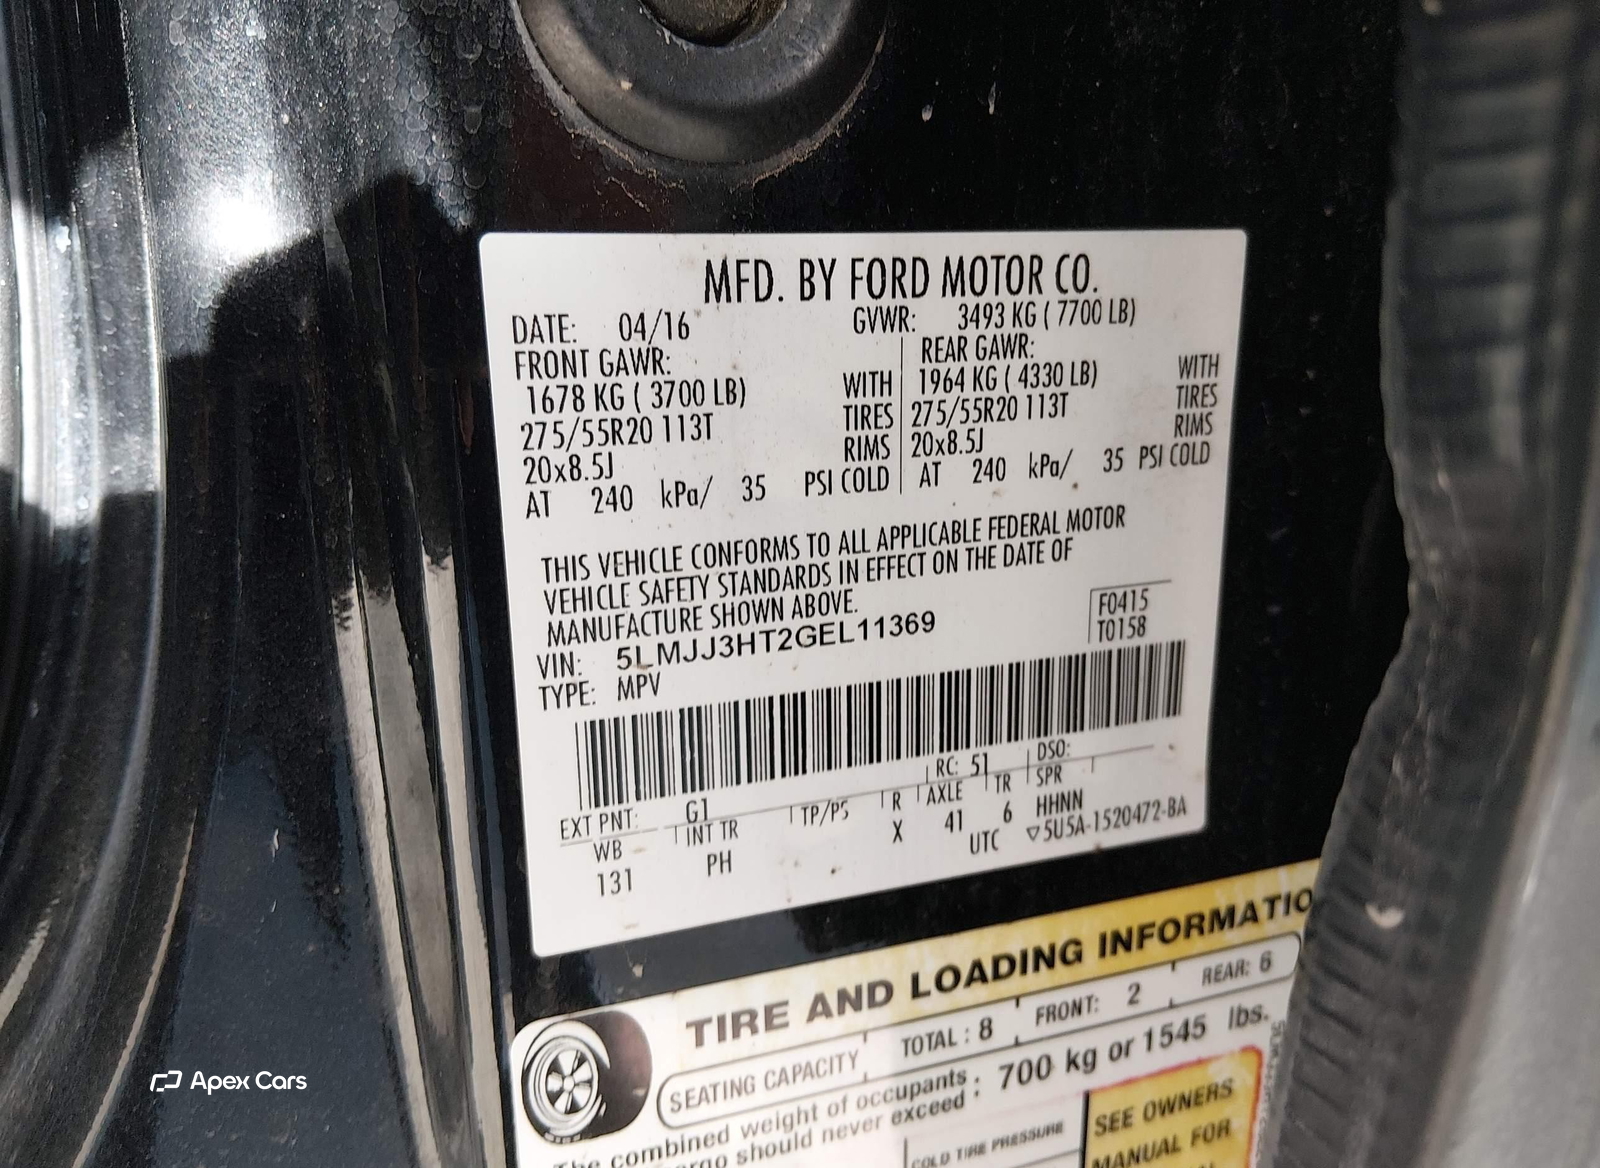 MFD. BY FORD MOTOR CO.
DATE: 04/16 GVWR: 3493 KG ( 7700 LB)
FRONT GAWR: REAR GAWR:
1678 KG ( 3700 LB) WITH 1964 KG ( 4330 LB) WITH
275/55R20 113T TIRES 275/55R20 113T TIRES
20x8.5J RIMS 20x8.5J RIMS
AT 240 kPa/ 35 PSI COLD AT 240 kPa/ 35 PSI COLD
THIS VEHICLE CONFORMS TO ALL APPLICABLE FEDERAL MOTOR
VEHICLE SAFETY STANDARDS IN EFFECT ON THE DATE OF
MANUFACTURE SHOWN ABOVE.
F0415
VIN: 5LMJJ3HT2GEL11369 T0158
TYPE: MPV
EXT PNT: G1 RC: 51 DSO:
WB INT TR TP/PS R AXLE TR SPR
131 PH X 41 6 HHNN
UTC ▽5U5A-1520472-BA
TIRE AND LOADING INFORMATIO
SEATING CAPACITY TOTAL : 8 FRONT: 2 REAR: 6
The combined weight of occupants : 700 kg or 1545 lbs.
should never exceed :
COLD TIRE PRESSURE
SEE OWNERS
MANUAL FOR
Apex Cars